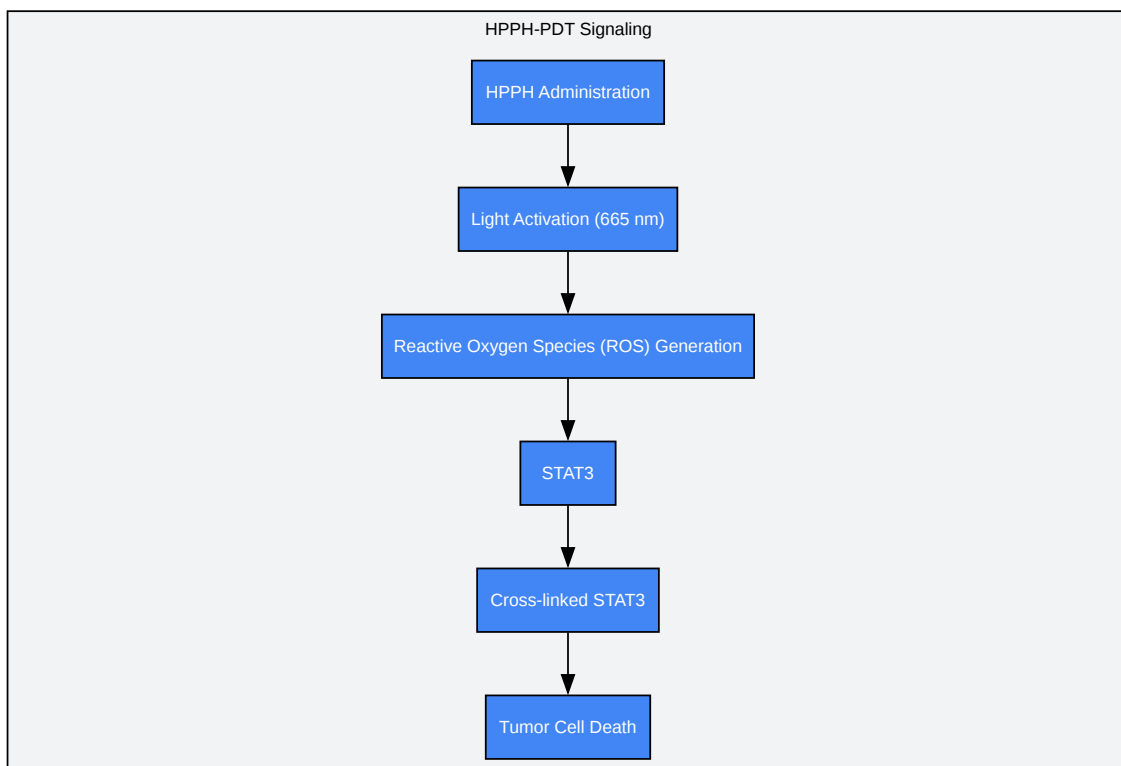 HPPH-PDT Signaling
HPPH Administration
Light Activation (665 nm)
Reactive Oxygen Species (ROS) Generation
STAT3
Cross-linked STAT3
Tumor Cell Death